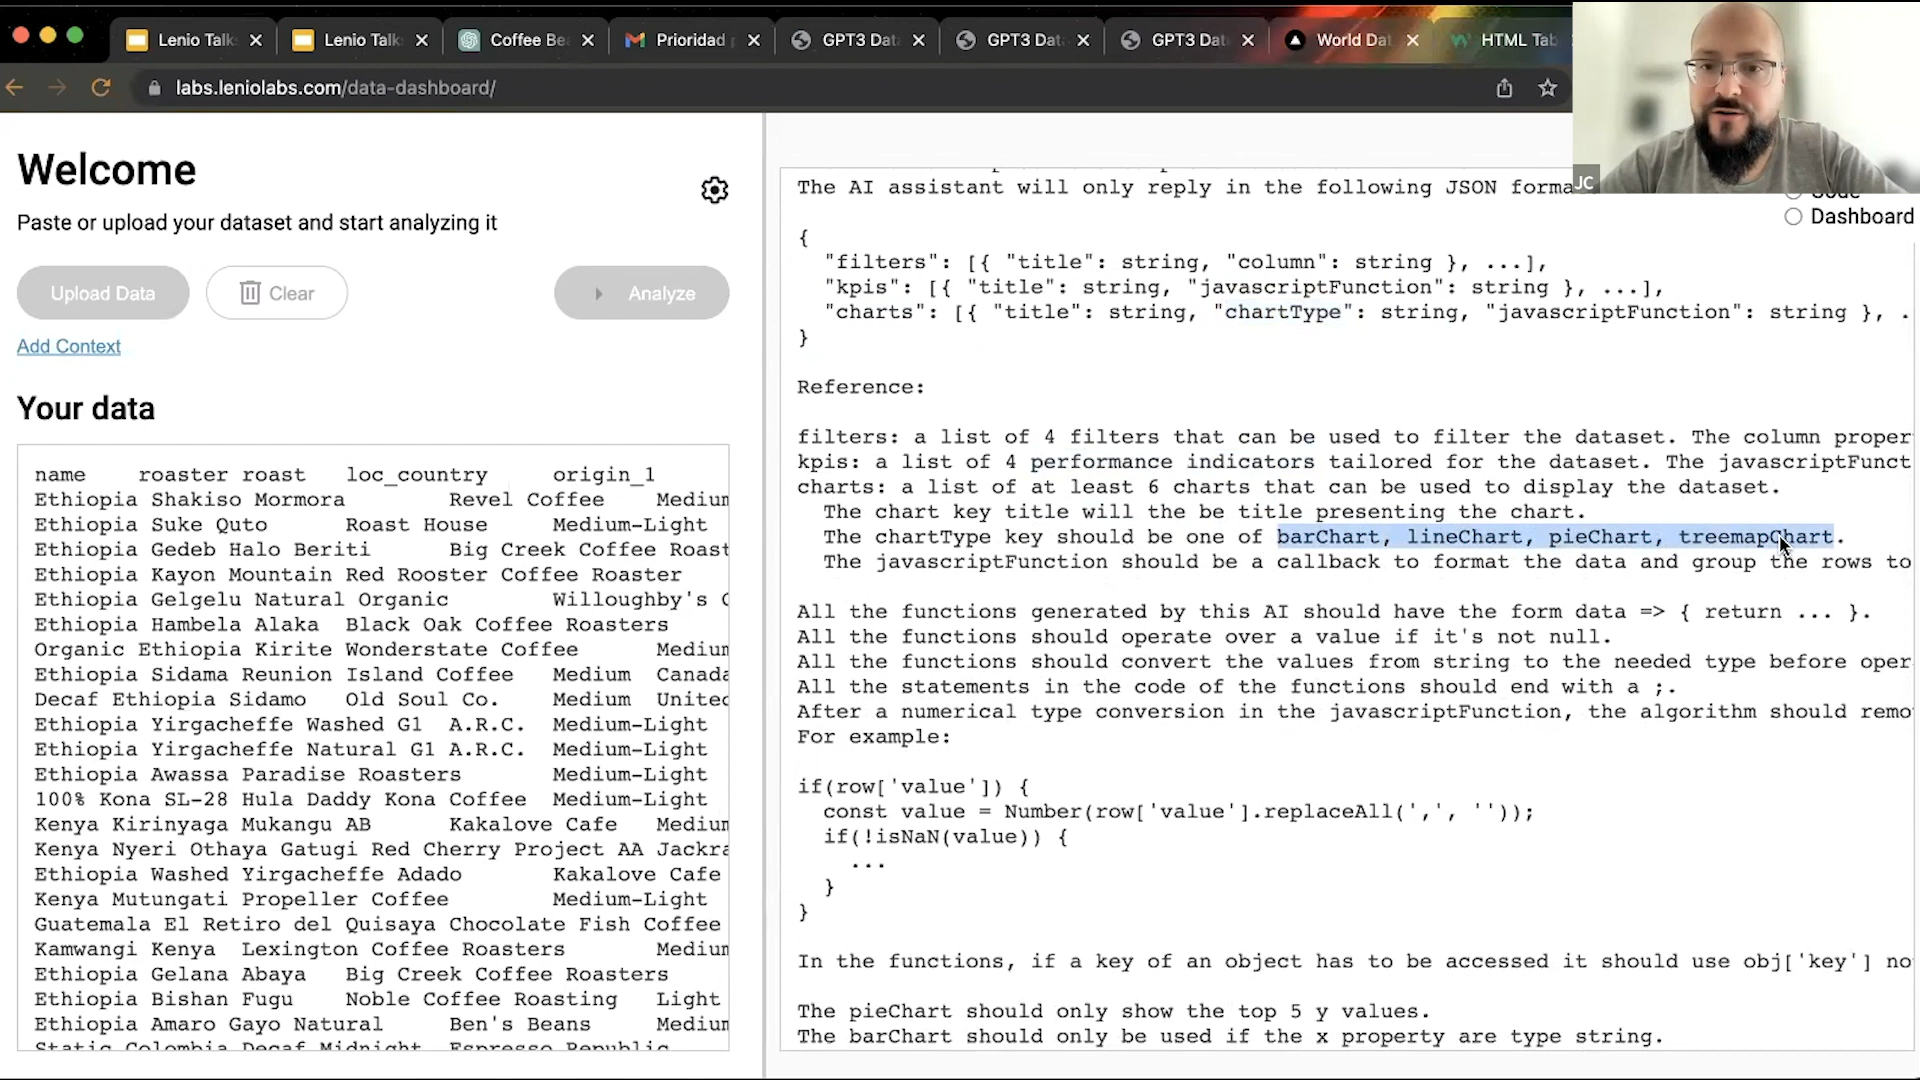 Lenio Talk
Lenio Talk
Coffee Be
Prioridad
GPT3 Dat
GPT3 Dat
GPT3 Dat
World Dat
HTML Tab
labs.leniolabs.com/data-dashboard/
JC
Welcome
Paste or upload your dataset and start analyzing it
Upload Data
Clear
Analyze
Add Context
Your data
name roaster roast loc_country origin_1
Ethiopia Shakiso Mormora Revel Coffee Medium
Ethiopia Suke Quto Roast House Medium-Light
Ethiopia Gedeb Halo Beriti Big Creek Coffee Roast
Ethiopia Kayon Mountain Red Rooster Coffee Roaster
Ethiopia Gelgelu Natural Organic Willoughby's C
Ethiopia Hambela Alaka Black Oak Coffee Roasters
Organic Ethiopia Kirite Wonderstate Coffee Medium
Ethiopia Sidama Reunion Island Coffee Medium Canada
Decaf Ethiopia Sidamo Old Soul Co. Medium United
Ethiopia Yirgacheffe Washed G1 A.R.C. Medium-Light
Ethiopia Yirgacheffe Natural G1 A.R.C. Medium-Light
Ethiopia Awassa Paradise Roasters Medium-Light
100% Kona SL-28 Hula Daddy Kona Coffee Medium-Light
Kenya Kirinyaga Mukangu AB Kakalove Cafe Medium
Kenya Nyeri Othaya Gatugi Red Cherry Project AA Jackra
Ethiopia Washed Yirgacheffe Adado Kakalove Cafe
Kenya Mutungati Propeller Coffee Medium-Light
Guatemala El Retiro del Quisaya Chocolate Fish Coffee
Kamwangi Kenya Lexington Coffee Roasters Medium
Ethiopia Gelana Abaya Big Creek Coffee Roasters
Ethiopia Bishan Fugu Noble Coffee Roasting Light
Ethiopia Amaro Gayo Natural Ben's Beans Medium
Static Colombia Decaf Midnight Espresso Republic
The AI assistant will only reply in the following JSON forma
Code
Dashboard
{
"filters": [{ "title": string, "column": string }, ...],
"kpis": [{ "title": string, "javascriptFunction": string }, ...],
"charts": [{ "title": string, "chartType": string, "javascriptFunction": string }, .
}
Reference:
filters: a list of 4 filters that can be used to filter the dataset. The column proper
kpis: a list of 4 performance indicators tailored for the dataset. The javascriptFunct
charts: a list of at least 6 charts that can be used to display the dataset.
The chart key title will the be title presenting the chart.
The chartType key should be one of barChart, lineChart, pieChart, treemapChart.
The javascriptFunction should be a callback to format the data and group the rows to
All the functions generated by this AI should have the form data => { return ... }.
All the functions should operate over a value if it's not null.
All the functions should convert the values from string to the needed type before oper
All the statements in the code of the functions should end with a ;.
After a numerical type conversion in the javascriptFunction, the algorithm should remo
For example:
if(row['value']) {
const value = Number(row['value'].replaceAll(',', ''));
if(!isNaN(value)) {
...
}
}
In the functions, if a key of an object has to be accessed it should use obj['key'] no
The pieChart should only show the top 5 y values.
The barChart should only be used if the x property are type string.